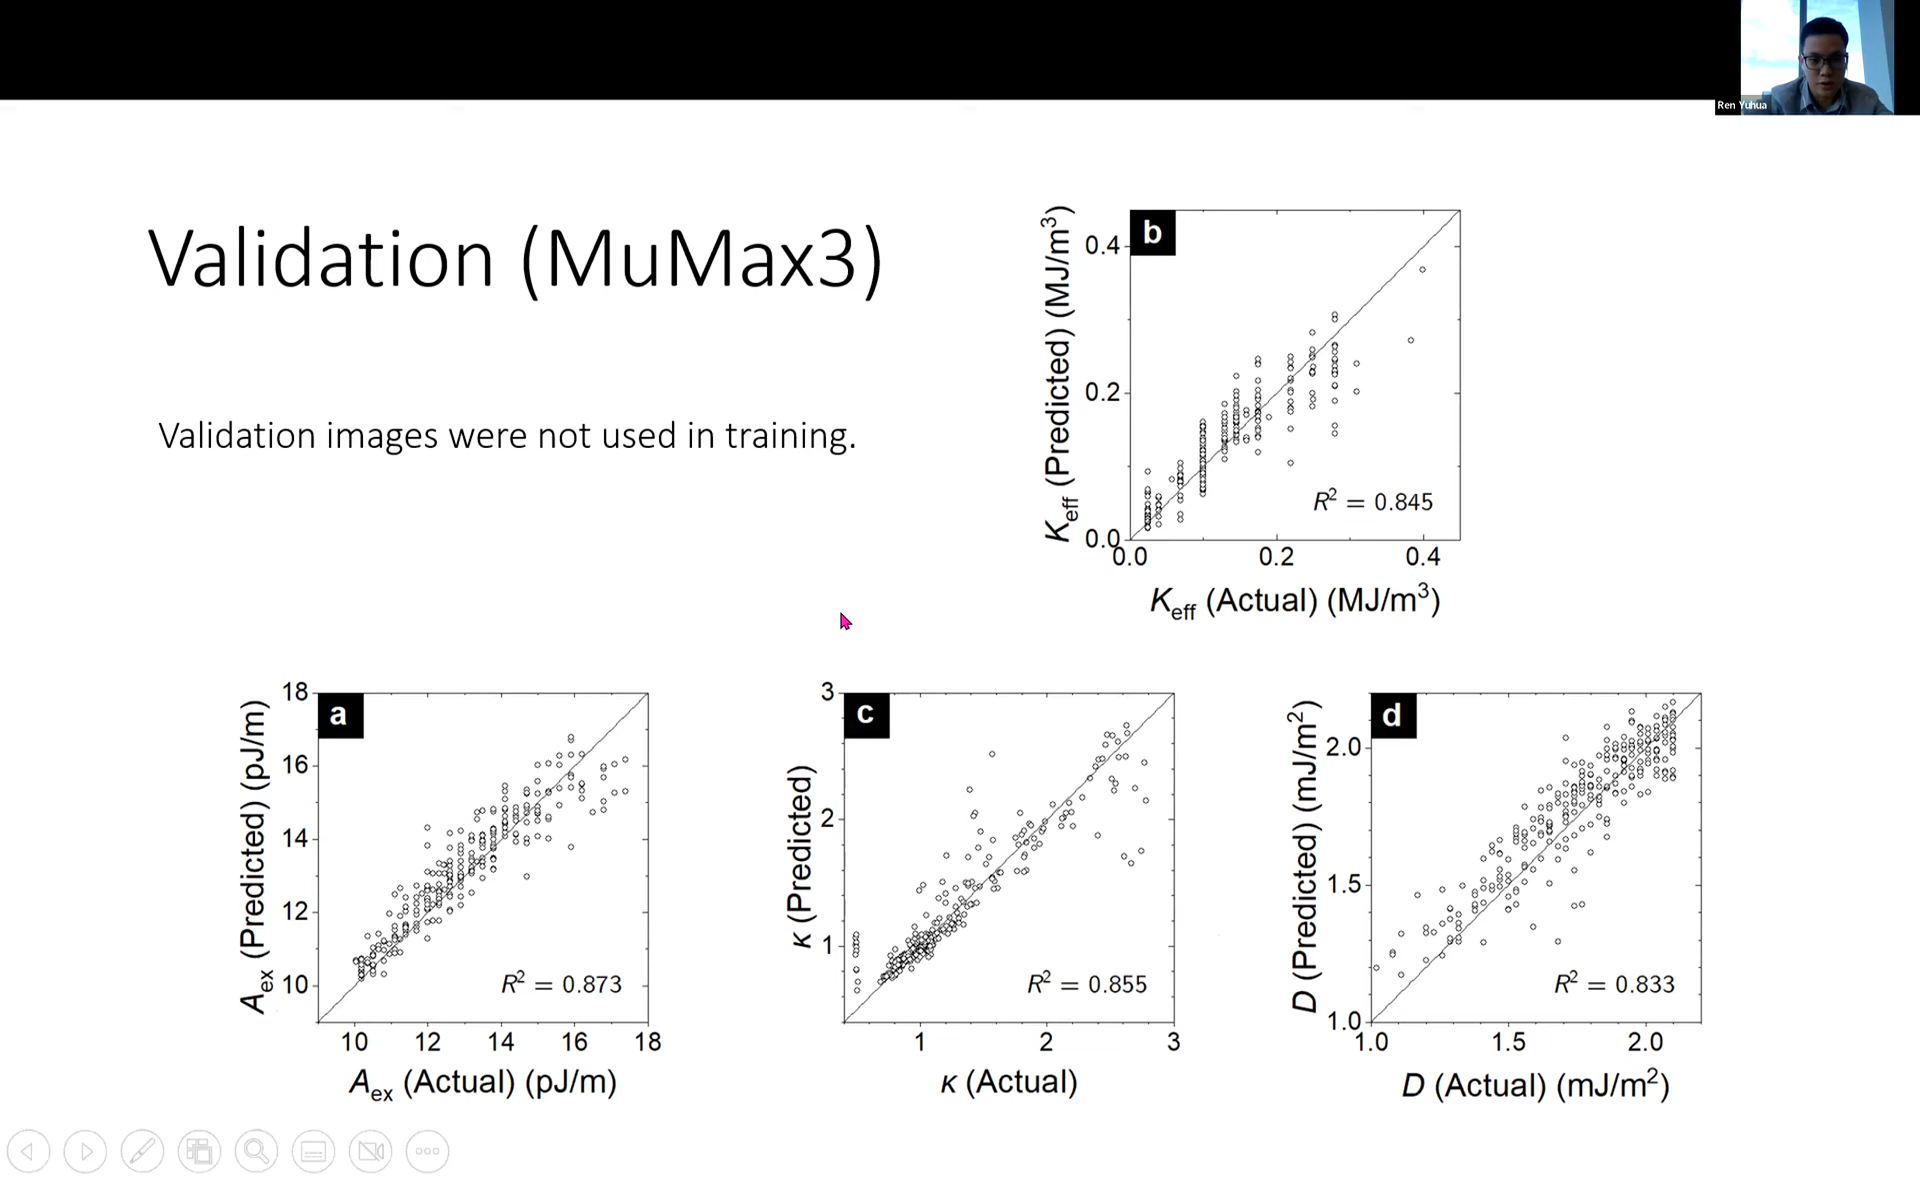 Ren Yuhua
Validation (MuMax3)
Validation images were not used in training.
b
K_eff (Predicted) (MJ/m³)
0.4
0.2
0.0
R² = 0.845
0.0 0.2 0.4
K_eff (Actual) (MJ/m³)
a
A_ex (Predicted) (pJ/m)
18
16
14
12
10
R² = 0.873
10 12 14 16 18
A_ex (Actual) (pJ/m)
c
κ (Predicted)
3
2
1
R² = 0.855
1 2 3
κ (Actual)
d
D (Predicted) (mJ/m²)
2.0
1.5
1.0
R² = 0.833
1.0 1.5 2.0
D (Actual) (mJ/m²)